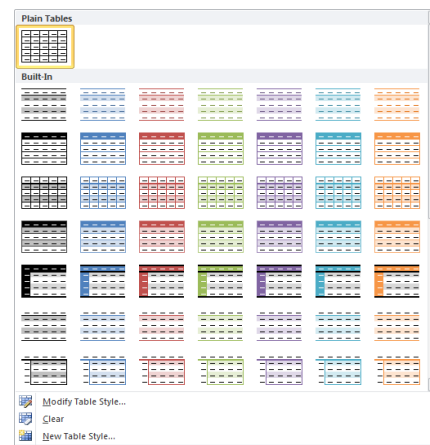 Plain Tables
Built-In
Modify Table Style...
Clear
New Table Style...